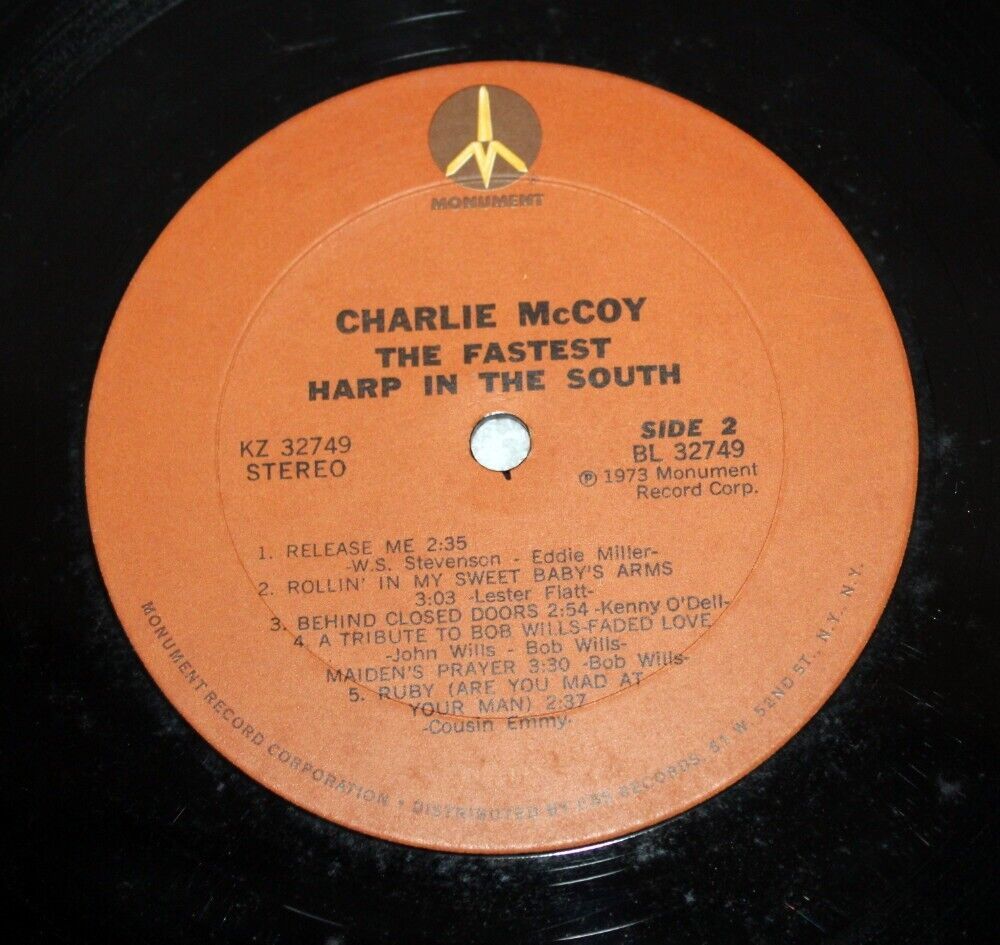 MONUMENT
CHARLIE McCOY
THE FASTEST
HARP IN THE SOUTH
KZ 32749
STEREO
SIDE 2
BL 32749
℗ 1973 Monument
Record Corp.
1. RELEASE ME 2:35
-W.S. Stevenson - Eddie Miller-
2. ROLLIN' IN MY SWEET BABY'S ARMS
3:03 -Lester Flatt-
3. BEHIND CLOSED DOORS 2:54 -Kenny O'Dell-
4. A TRIBUTE TO BOB WILLS-FADED LOVE
-John Wills - Bob Wills-
MAIDEN'S PRAYER 3:30 -Bob Wills-
5. RUBY (ARE YOU MAD AT
YOUR MAN) 2:37
-Cousin Emmy-
MONUMENT RECORD CORPORATION • DISTRIBUTED BY CBS RECORDS, 51 W. 52ND ST., N.Y., N.Y.